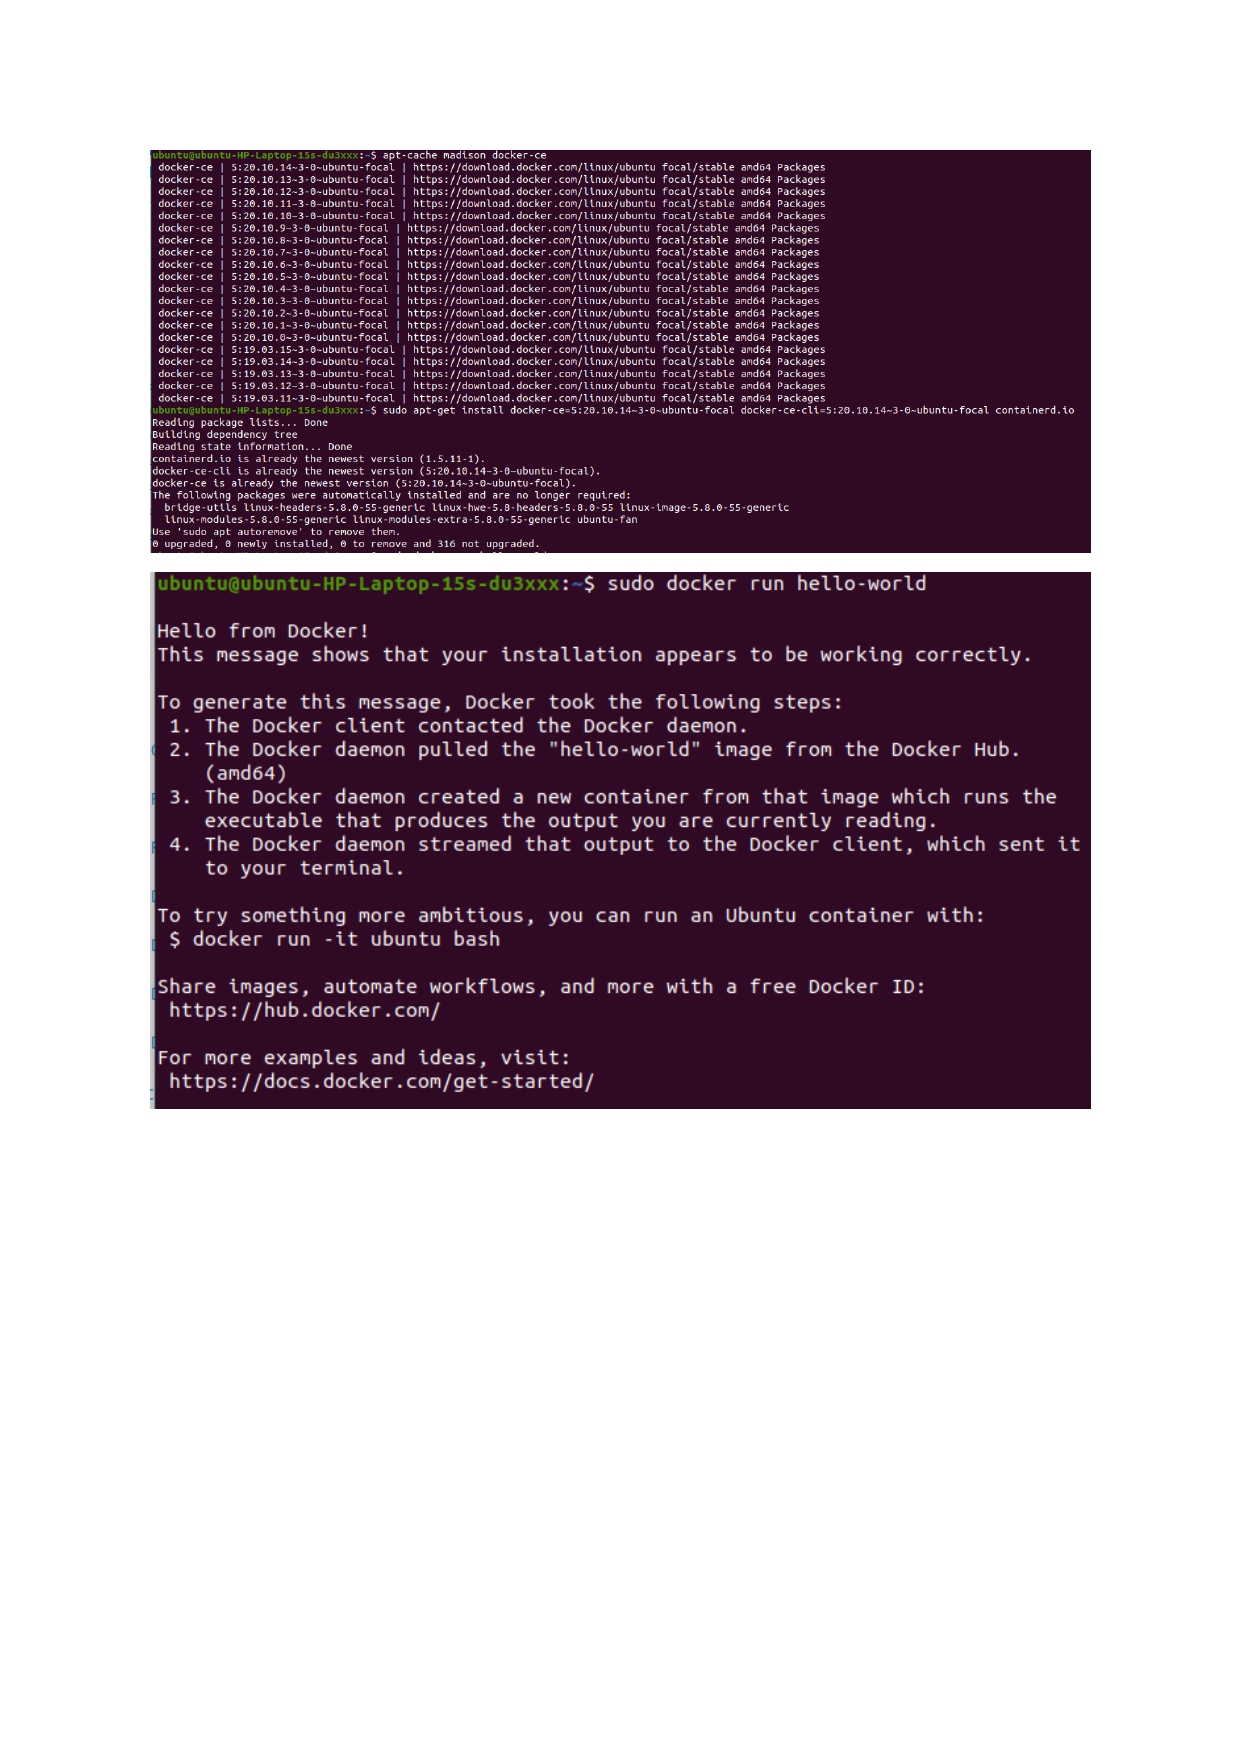 ubuntu@ubuntu-HP-Laptop-15s-du3xxx:~$ apt-cache madison docker-ce
docker-ce | 5:20.10.14~3-0~ubuntu-focal | https://download.docker.com/linux/ubuntu focal/stable amd64 Packages
docker-ce | 5:20.10.13~3-0~ubuntu-focal | https://download.docker.com/linux/ubuntu focal/stable amd64 Packages
docker-ce | 5:20.10.12~3-0~ubuntu-focal | https://download.docker.com/linux/ubuntu focal/stable amd64 Packages
docker-ce | 5:20.10.11~3-0~ubuntu-focal | https://download.docker.com/linux/ubuntu focal/stable amd64 Packages
docker-ce | 5:20.10.10~3-0~ubuntu-focal | https://download.docker.com/linux/ubuntu focal/stable amd64 Packages
docker-ce | 5:20.10.9~3-0~ubuntu-focal | https://download.docker.com/linux/ubuntu focal/stable amd64 Packages
docker-ce | 5:20.10.8~3-0~ubuntu-focal | https://download.docker.com/linux/ubuntu focal/stable amd64 Packages
docker-ce | 5:20.10.7~3-0~ubuntu-focal | https://download.docker.com/linux/ubuntu focal/stable amd64 Packages
docker-ce | 5:20.10.6~3-0~ubuntu-focal | https://download.docker.com/linux/ubuntu focal/stable amd64 Packages
docker-ce | 5:20.10.5~3-0~ubuntu-focal | https://download.docker.com/linux/ubuntu focal/stable amd64 Packages
docker-ce | 5:20.10.4~3-0~ubuntu-focal | https://download.docker.com/linux/ubuntu focal/stable amd64 Packages
docker-ce | 5:20.10.3~3-0~ubuntu-focal | https://download.docker.com/linux/ubuntu focal/stable amd64 Packages
docker-ce | 5:20.10.2~3-0~ubuntu-focal | https://download.docker.com/linux/ubuntu focal/stable amd64 Packages
docker-ce | 5:20.10.1~3-0~ubuntu-focal | https://download.docker.com/linux/ubuntu focal/stable amd64 Packages
docker-ce | 5:20.10.0~3-0~ubuntu-focal | https://download.docker.com/linux/ubuntu focal/stable amd64 Packages
docker-ce | 5:19.03.15~3-0~ubuntu-focal | https://download.docker.com/linux/ubuntu focal/stable amd64 Packages
docker-ce | 5:19.03.14~3-0~ubuntu-focal | https://download.docker.com/linux/ubuntu focal/stable amd64 Packages
docker-ce | 5:19.03.13~3-0~ubuntu-focal | https://download.docker.com/linux/ubuntu focal/stable amd64 Packages
docker-ce | 5:19.03.12~3-0~ubuntu-focal | https://download.docker.com/linux/ubuntu focal/stable amd64 Packages
docker-ce | 5:19.03.11~3-0~ubuntu-focal | https://download.docker.com/linux/ubuntu focal/stable amd64 Packages
ubuntu@ubuntu-HP-Laptop-15s-du3xxx:~$ sudo apt-get install docker-ce=5:20.10.14~3-0~ubuntu-focal docker-ce-cli=5:20.10.14~3-0~ubuntu-focal containerd.io
Reading package lists... Done
Building dependency tree
Reading state information... Done
containerd.io is already the newest version (1.5.11-1).
docker-ce-cli is already the newest version (5:20.10.14~3-0~ubuntu-focal).
docker-ce is already the newest version (5:20.10.14~3-0~ubuntu-focal).
The following packages were automatically installed and are no longer required:
bridge-utils linux-headers-5.8.0-55-generic linux-hwe-5.8-headers-5.8.0-55 linux-image-5.8.0-55-generic
linux-modules-5.8.0-55-generic linux-modules-extra-5.8.0-55-generic ubuntu-fan
Use 'sudo apt autoremove' to remove them.
0 upgraded, 0 newly installed, 0 to remove and 316 not upgraded.
ubuntu@ubuntu-HP-Laptop-15s-du3xxx:~$ sudo docker run hello-world
Hello from Docker!
This message shows that your installation appears to be working correctly.
To generate this message, Docker took the following steps:
1. The Docker client contacted the Docker daemon.
2. The Docker daemon pulled the "hello-world" image from the Docker Hub.
(amd64)
3. The Docker daemon created a new container from that image which runs the
executable that produces the output you are currently reading.
4. The Docker daemon streamed that output to the Docker client, which sent it
to your terminal.
To try something more ambitious, you can run an Ubuntu container with:
$ docker run -it ubuntu bash
Share images, automate workflows, and more with a free Docker ID:
https://hub.docker.com/
For more examples and ideas, visit:
https://docs.docker.com/get-started/